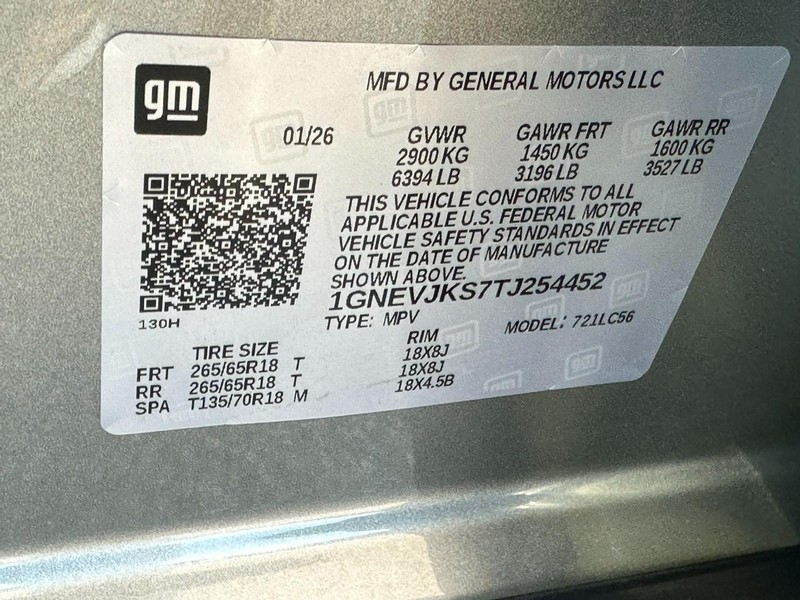 gm
MFD BY GENERAL MOTORS LLC
01/26 GVWR GAWR FRT GAWR RR
2900 KG 1450 KG 1600 KG
6394 LB 3196 LB 3527 LB
THIS VEHICLE CONFORMS TO ALL
APPLICABLE U.S. FEDERAL MOTOR
VEHICLE SAFETY STANDARDS IN EFFECT
ON THE DATE OF MANUFACTURE
SHOWN ABOVE.
1GNEVJKS7TJ254452
130H
TYPE: MPV MODEL: 721LC56
TIRE SIZE RIM
FRT 265/65R18 T 18X8J
RR 265/65R18 T 18X8J
SPA T135/70R18 M 18X4.5B